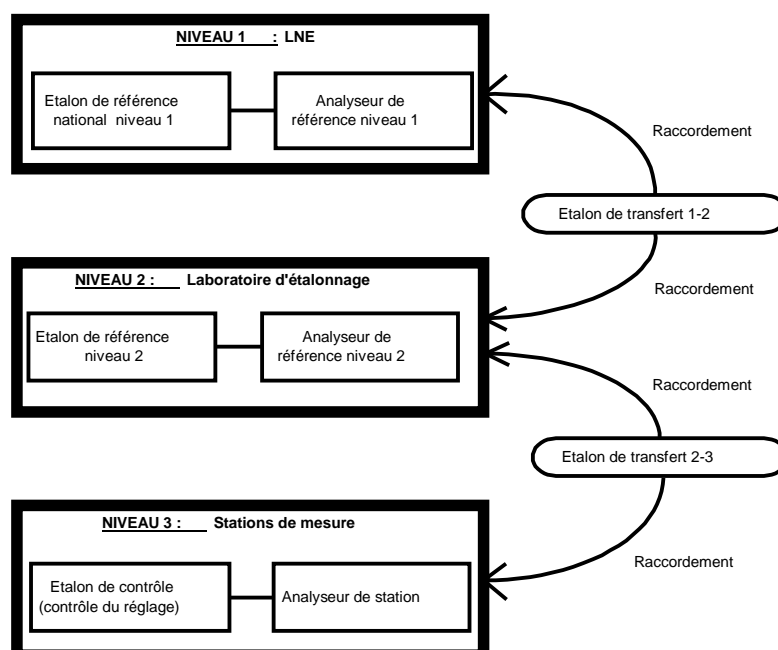 NIVEAU 1 : LNE
Etalon de référence
national niveau 1
Analyseur de
référence niveau 1
Raccordement
Etalon de transfert 1-2
Raccordement
NIVEAU 2 : Laboratoire d'étalonnage
Etalon de référence
niveau 2
Analyseur de
référence niveau 2
Raccordement
Etalon de transfert 2-3
Raccordement
NIVEAU 3 : Stations de mesure
Etalon de contrôle
(contrôle du réglage)
Analyseur de station